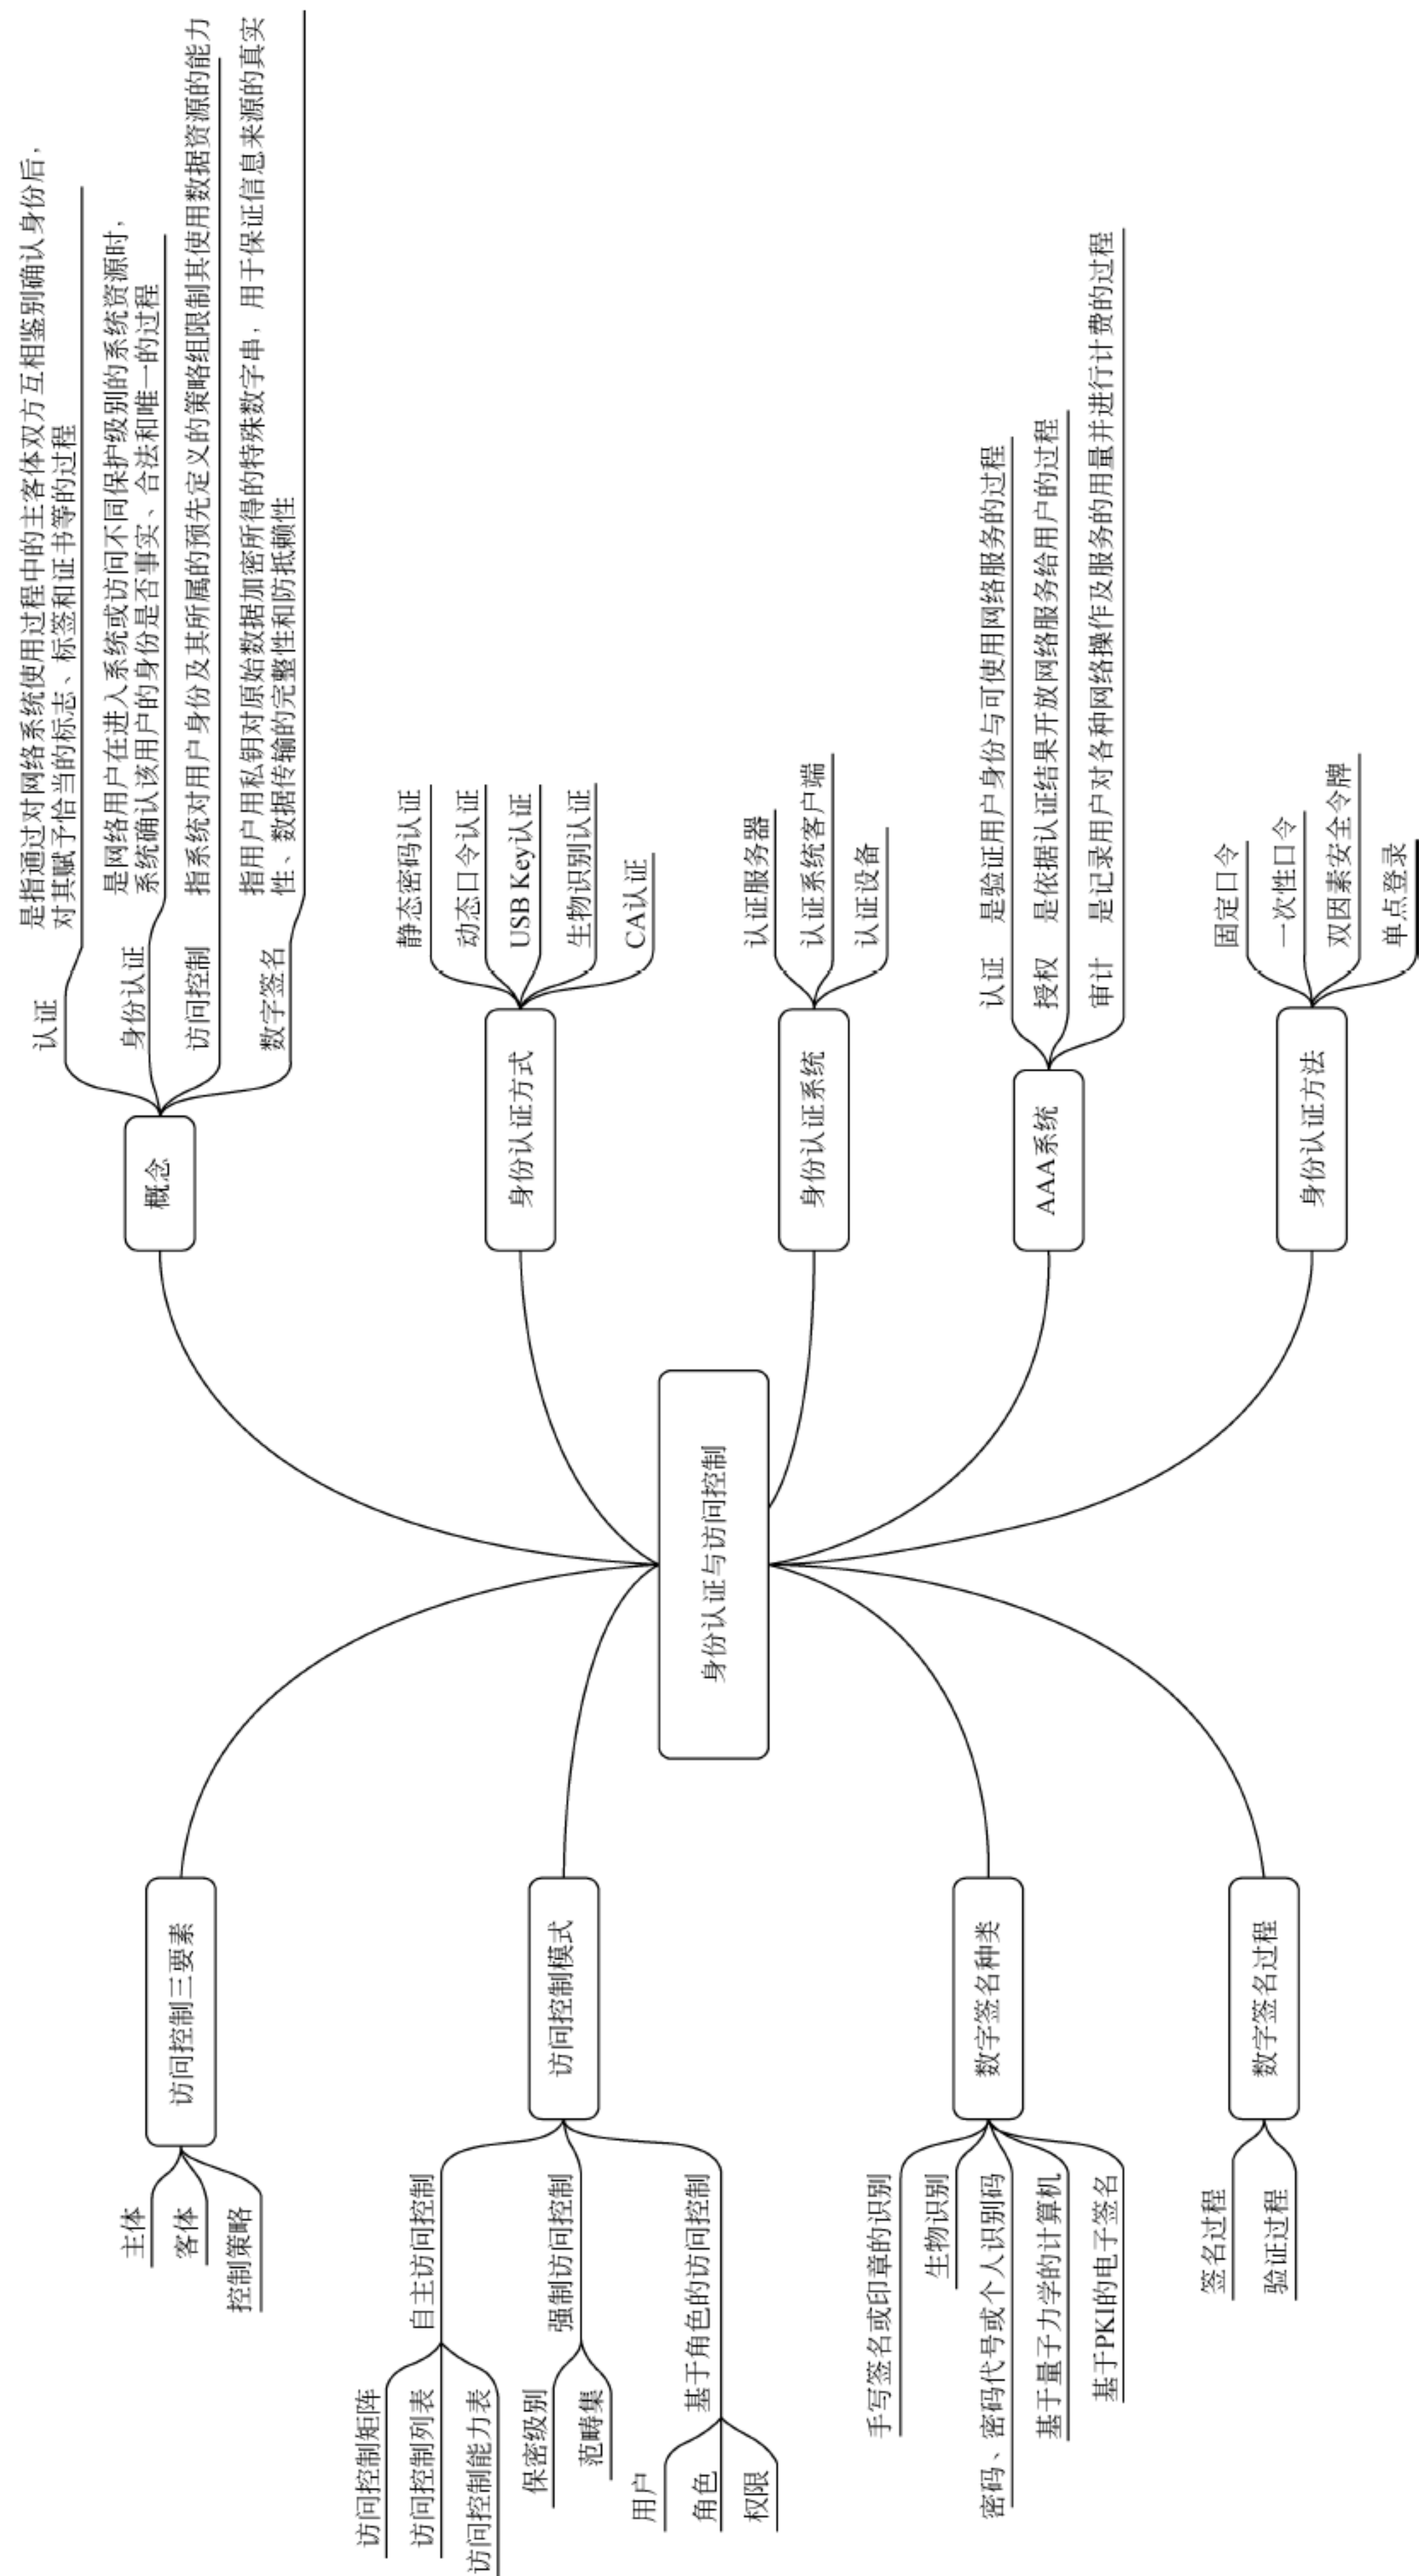 身份认证与访问控制
概念
认证
是指通过对网络系统使用过程中的主客体双方互相鉴别确认身份后，
对其赋予恰当的标志、标签和证书等的过程
身份认证
是网络用户在进入系统或访问不同保护级别的系统资源时，
系统确认该用户的身份是否事实、合法和唯一的过程
访问控制
指系统对用户身份及其所属的预先定义的策略组限制其使用数据资源的能力
数字签名
指用户用私钥对原始数据加密所得的特殊数字串，用于保证信息来源的真实
性、数据传输的完整性和防抵赖性
身份认证方式
静态密码认证
动态口令认证
USB Key认证
生物识别认证
CA认证
身份认证系统
认证服务器
认证系统客户端
认证设备
AAA系统
认证
是验证用户身份与可使用网络服务的过程
授权
是依据认证结果开放网络服务给用户的过程
审计
是记录用户对各种网络操作及服务的用量并进行计费的过程
身份认证方法
固定口令
一次性口令
双因素安全令牌
单点登录
访问控制三要素
主体
客体
控制策略
访问控制模式
自主访问控制
访问控制矩阵
访问控制列表
访问控制能力表
强制访问控制
保密级别
范畴集
基于角色的访问控制
用户
角色
权限
数字签名种类
手写签名或印章的识别
生物识别
密码、密码代号或个人识别码
基于量子力学的计算机
基于PKI的电子签名
数字签名过程
签名过程
验证过程